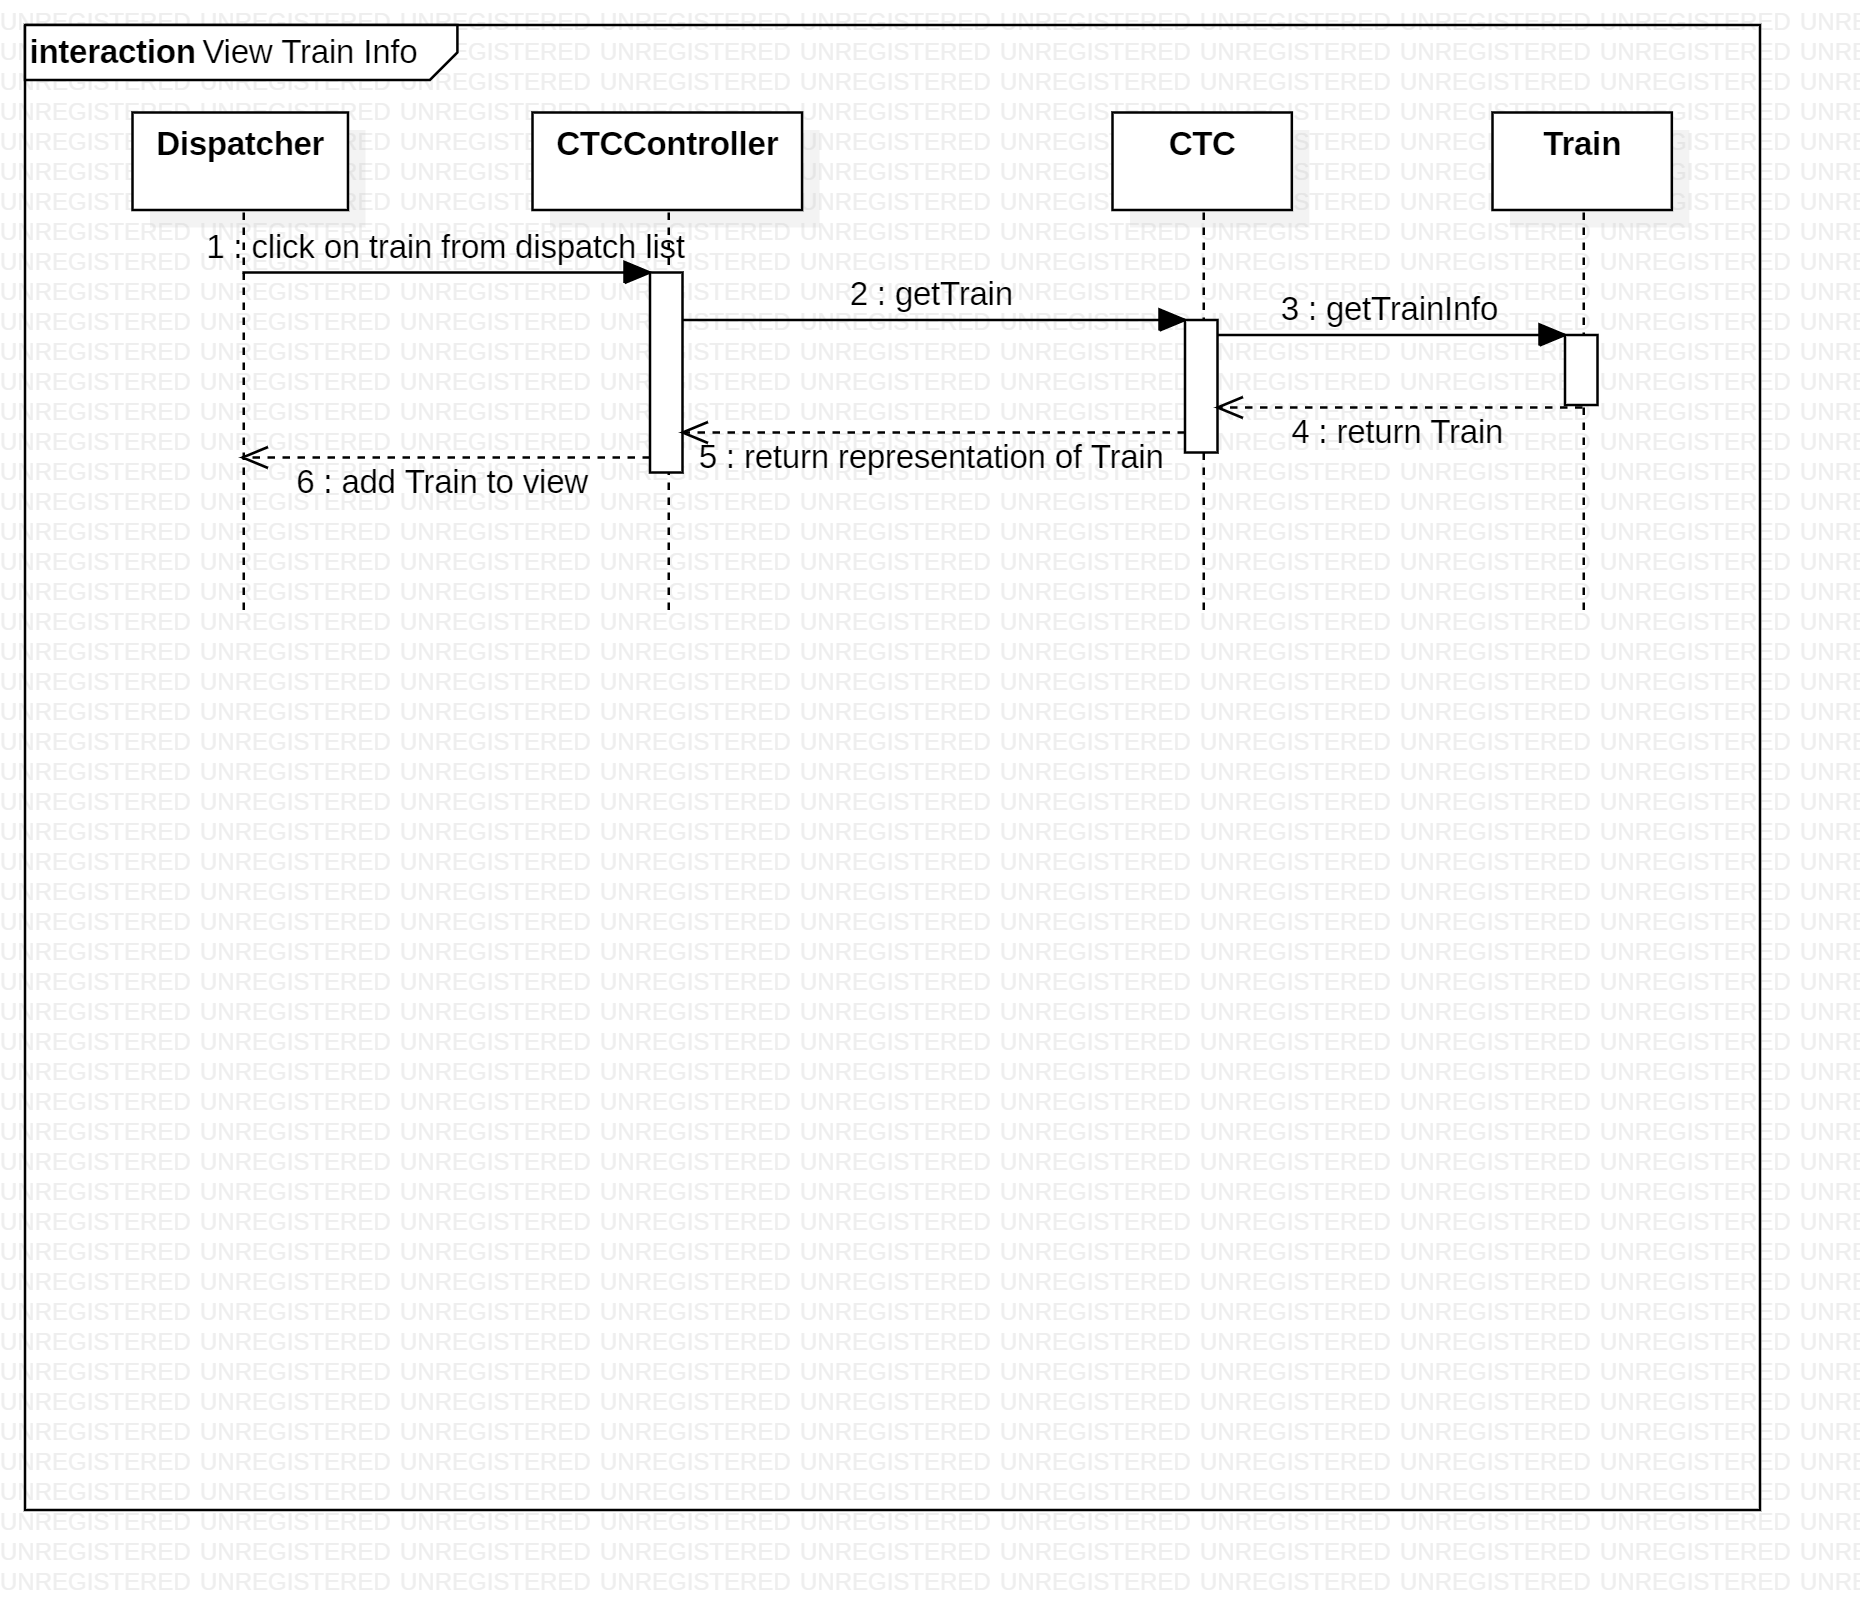 interaction View Train Info
Dispatcher
CTCController
CTC
Train
1 : click on train from dispatch list
2 : getTrain
3 : getTrainInfo
4 : return Train
5 : return representation of Train
6 : add Train to view
UNREGISTERED